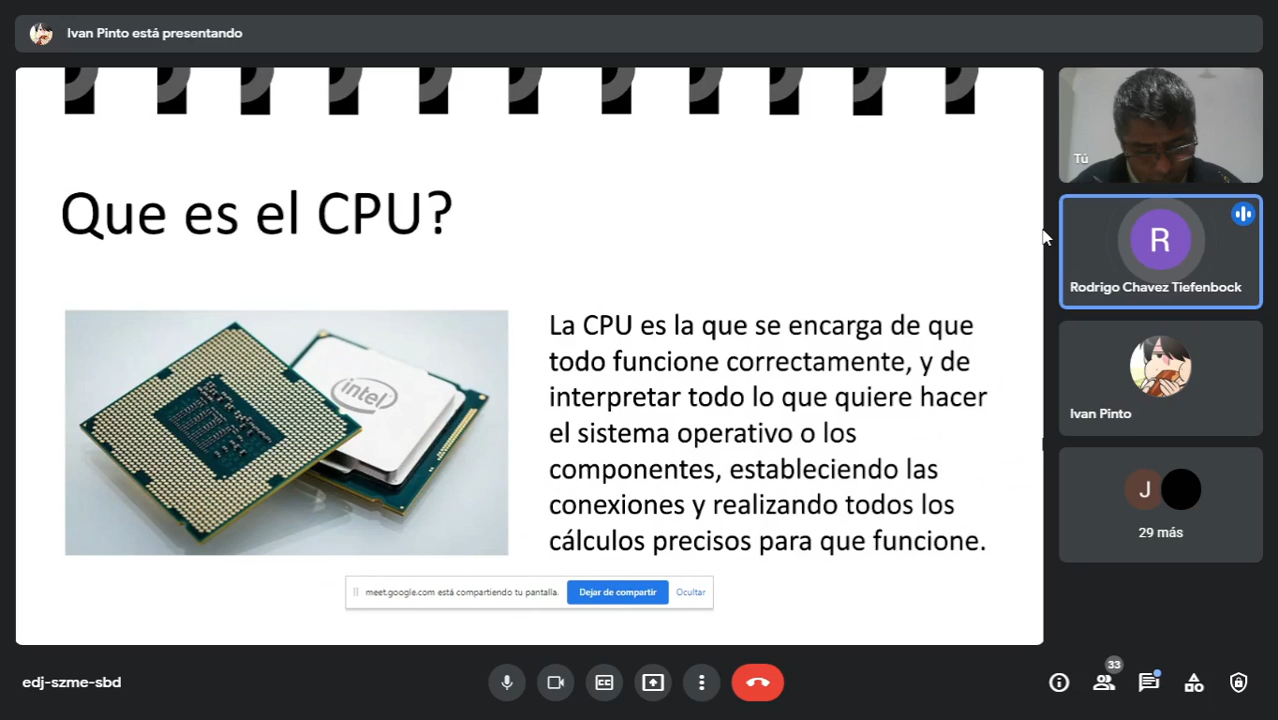 Ivan Pinto está presentando
Que es el CPU?
intel
La CPU es la que se encarga de que
todo funcione correctamente, y de
interpretar todo lo que quiere hacer
el sistema operativo o los
componentes, estableciendo las
conexiones y realizando todos los
cálculos precisos para que funcione.
meet.google.com está compartiendo tu pantalla.
Dejar de compartir
Ocultar
Tú
R
Rodrigo Chavez Tiefenbock
Ivan Pinto
J
29 más
edj-szme-sbd
CC
33